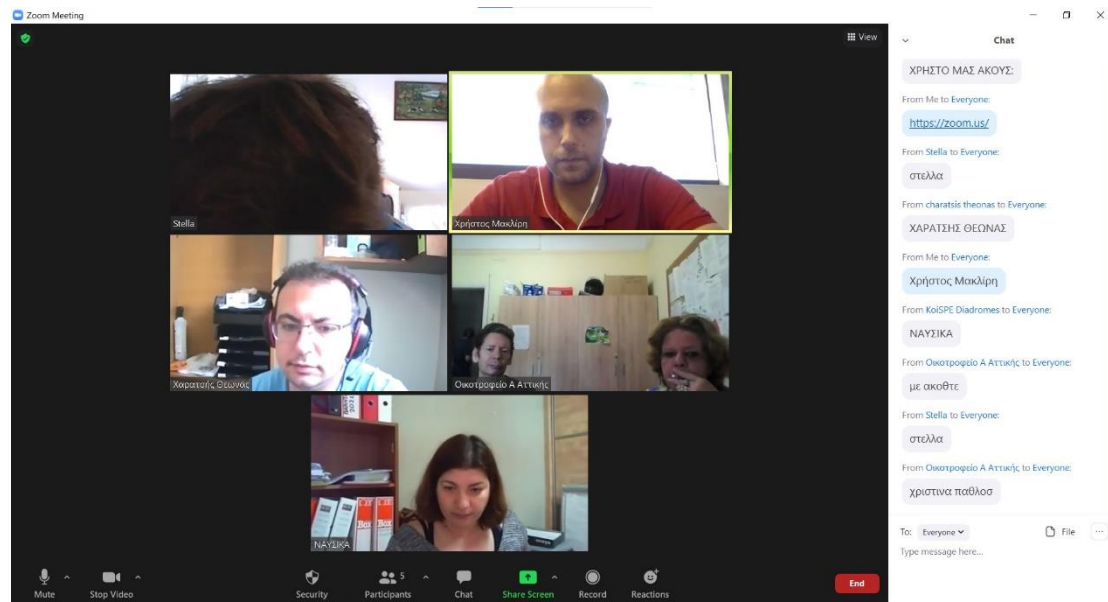 Zoom Meeting
View
Stella
Χρήστος Μακλίρη
Χαρατσής Θεωνας
Οικοτροφείο Α Αττικής
ΝΑΥΣΙΚΑ
Box
Box
Mute
Stop Video
Security
Participants 5
Chat
Share Screen
Record
Reactions
End
Chat
ΧΡΗΣΤΟ ΜΑΣ ΑΚΟΥΣ:
From Me to Everyone:
https://zoom.us/
From Stella to Everyone:
στελλα
From charatsis theonas to Everyone:
ΧΑΡΑΤΣΗΣ ΘΕΩΝΑΣ
From Me to Everyone:
Χρήστος Μακλίρη
From KoiSPE Diadromes to Everyone:
ΝΑΥΣΙΚΑ
From Οικοτροφείο Α Αττικής to Everyone:
με ακοθτε
From Stella to Everyone:
στελλα
From Οικοτροφείο Α Αττικής to Everyone:
χριστινα παθλοσ
To: Everyone
File
Type message here...